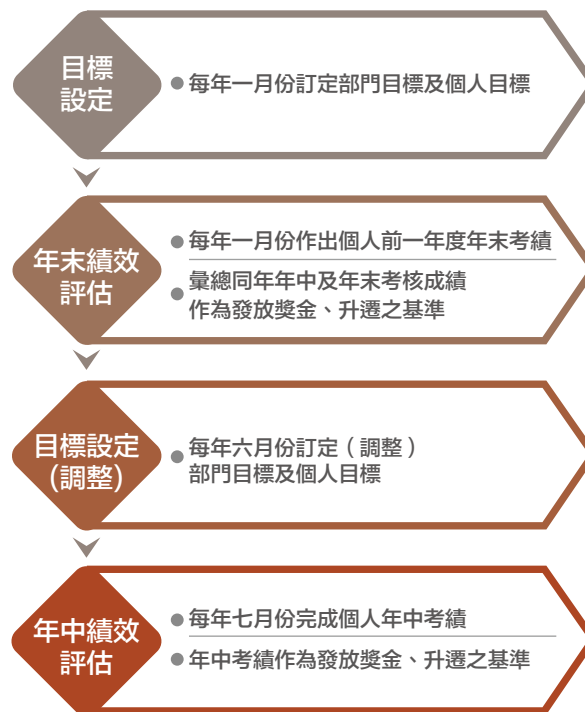 目標
設定
每年一月份訂定部門目標及個人目標
年末績效
評估
每年一月份作出個人前一年度年末考績
彙總同年年中及年末考核成績
作為發放獎金、升遷之基準
目標設定
(調整)
每年六月份訂定（調整）
部門目標及個人目標
年中績效
評估
每年七月份完成個人年中考績
年中考績作為發放獎金、升遷之基準